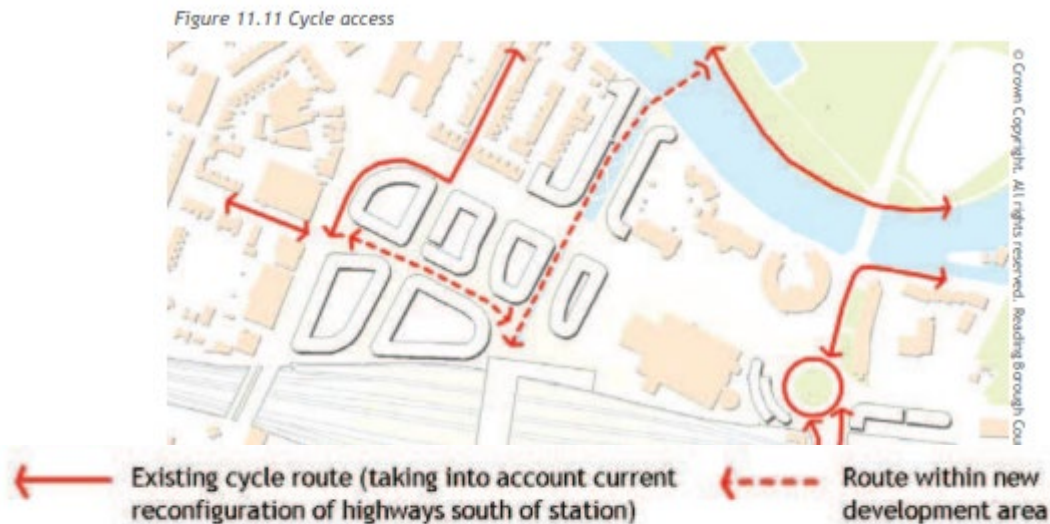 Figure 11.11 Cycle access
© Crown Copyright. All rights reserved. Reading Borough Cou
Existing cycle route (taking into account current
reconfiguration of highways south of station)
Route within new
development area